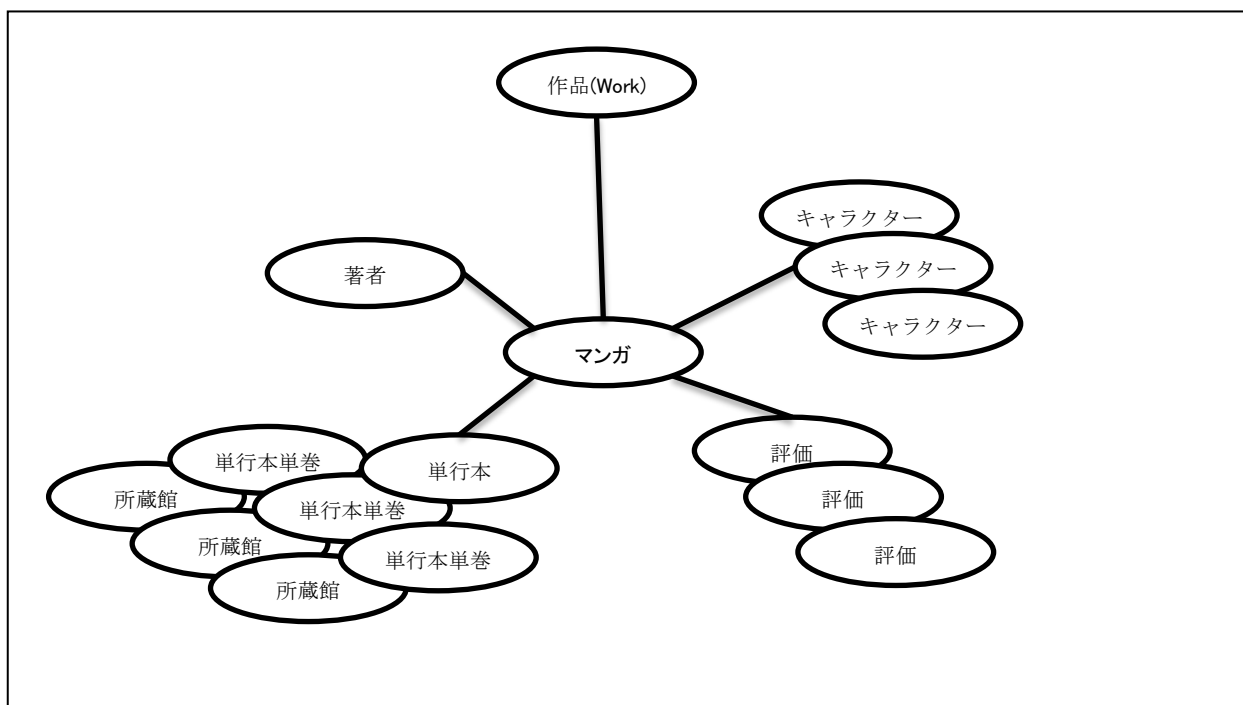 作品(Work)
キャラクター
キャラクター
著者
キャラクター
マンガ
評価
単行本単巻
単行本
所蔵館
評価
単行本単巻
所蔵館
評価
単行本単巻
所蔵館